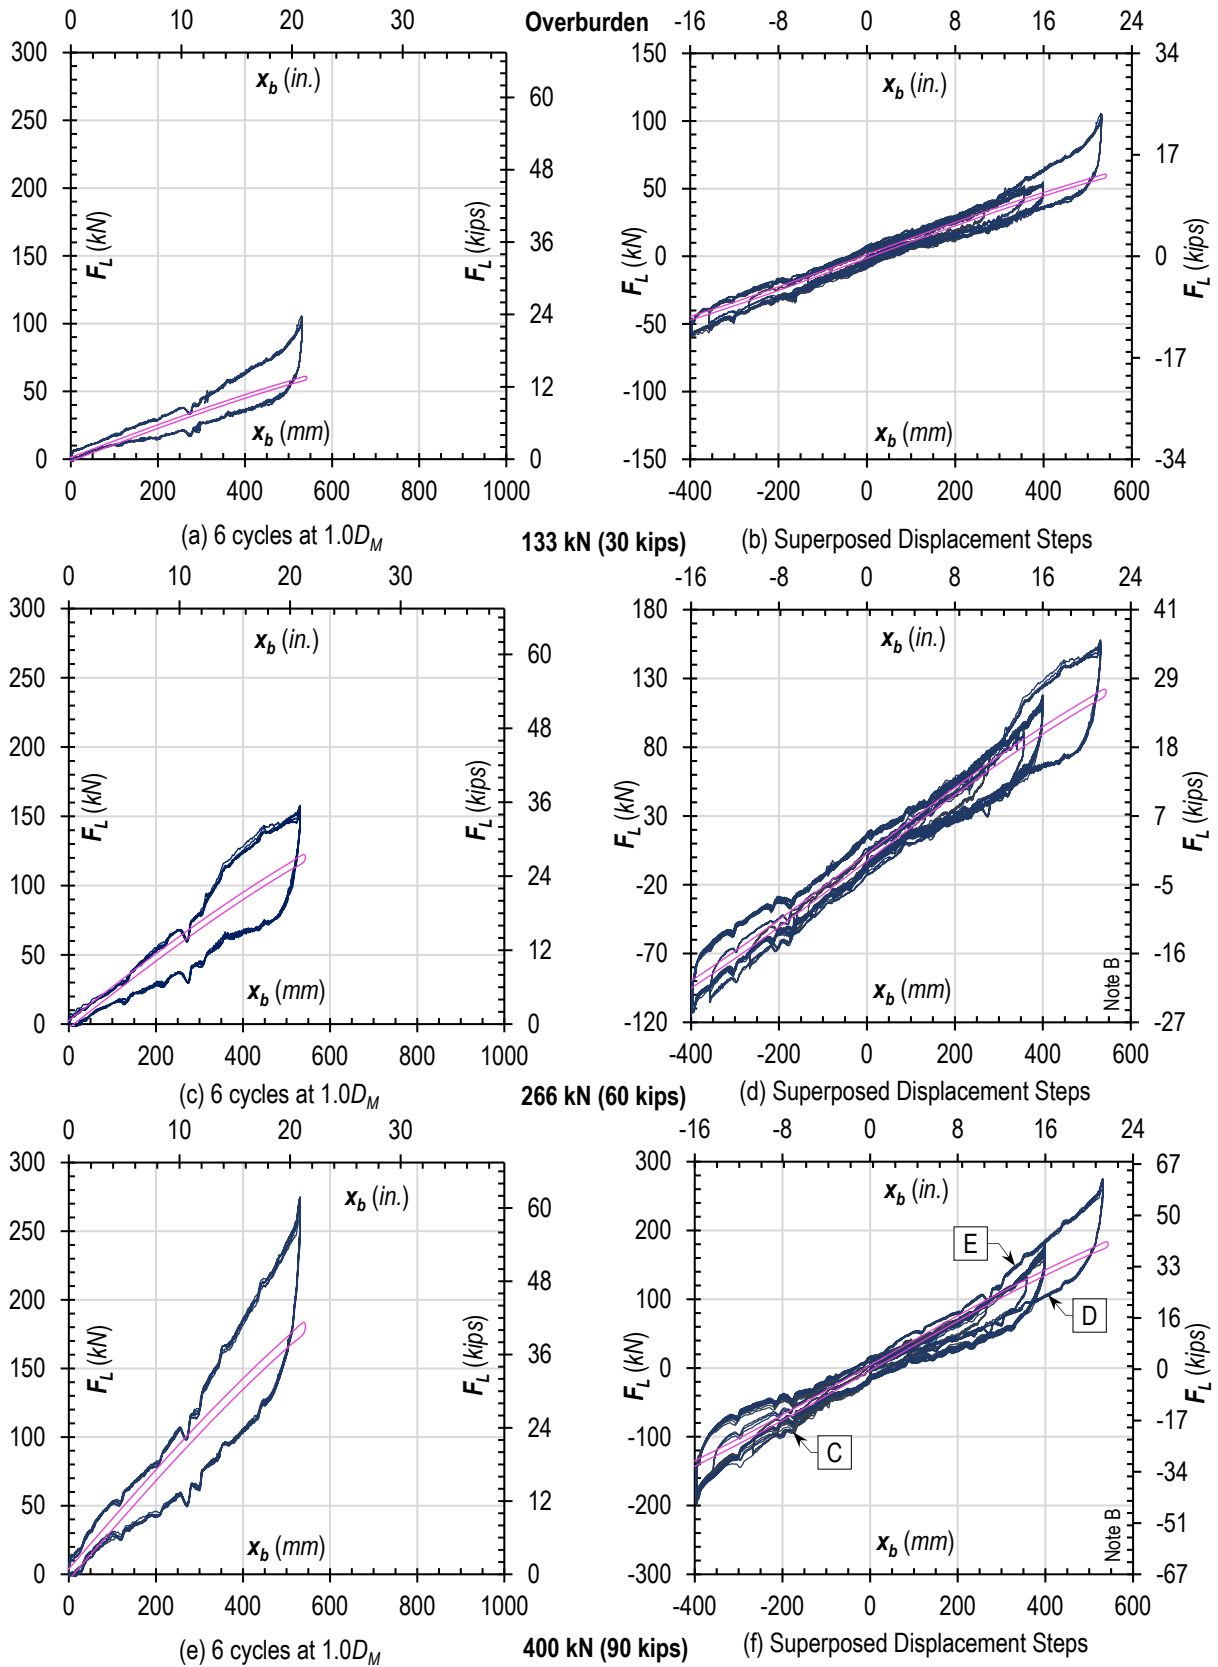 0 10 20 30 Overburden -16 -8 0 8 16 24
300 150 34
x_b (in.) x_b (in.)
60
250 100
48 17
200 50
F_L (kN) F_L (kips) F_L (kN) F_L (kips)
36
150 0 0
24
100 -50
-17
50 12 -100
x_b (mm) x_b (mm)
0 0 -150 -34
0 200 400 600 800 1000 -400 -200 0 200 400 600
(a) 6 cycles at 1.0D_M 133 kN (30 kips) (b) Superposed Displacement Steps
0 10 20 30 -16 -8 0 8 16 24
300 180 41
x_b (in.) x_b (in.)
60
250 130 29
48
200 80 18
F_L (kN) F_L (kips) F_L (kN) F_L (kips)
36
150 30 7
24
100 -20 -5
50 12 -70 -16
x_b (mm) x_b (mm) Note B
0 0 -120 -27
0 200 400 600 800 1000 -400 -200 0 200 400 600
(c) 6 cycles at 1.0D_M 266 kN (60 kips) (d) Superposed Displacement Steps
0 10 20 30 -16 -8 0 8 16 24
300 300 67
x_b (in.) x_b (in.)
60
250 200 50
E
48
200 33
100
D 16
F_L (kN) F_L (kips) F_L (kN) F_L (kips)
36
150 0 0
24
100 -100 -17
C
-34
50 12 -200
-51
x_b (mm) x_b (mm) Note B
0 0 -300 -67
0 200 400 600 800 1000 -400 -200 0 200 400 600
(e) 6 cycles at 1.0D_M 400 kN (90 kips) (f) Superposed Displacement Steps